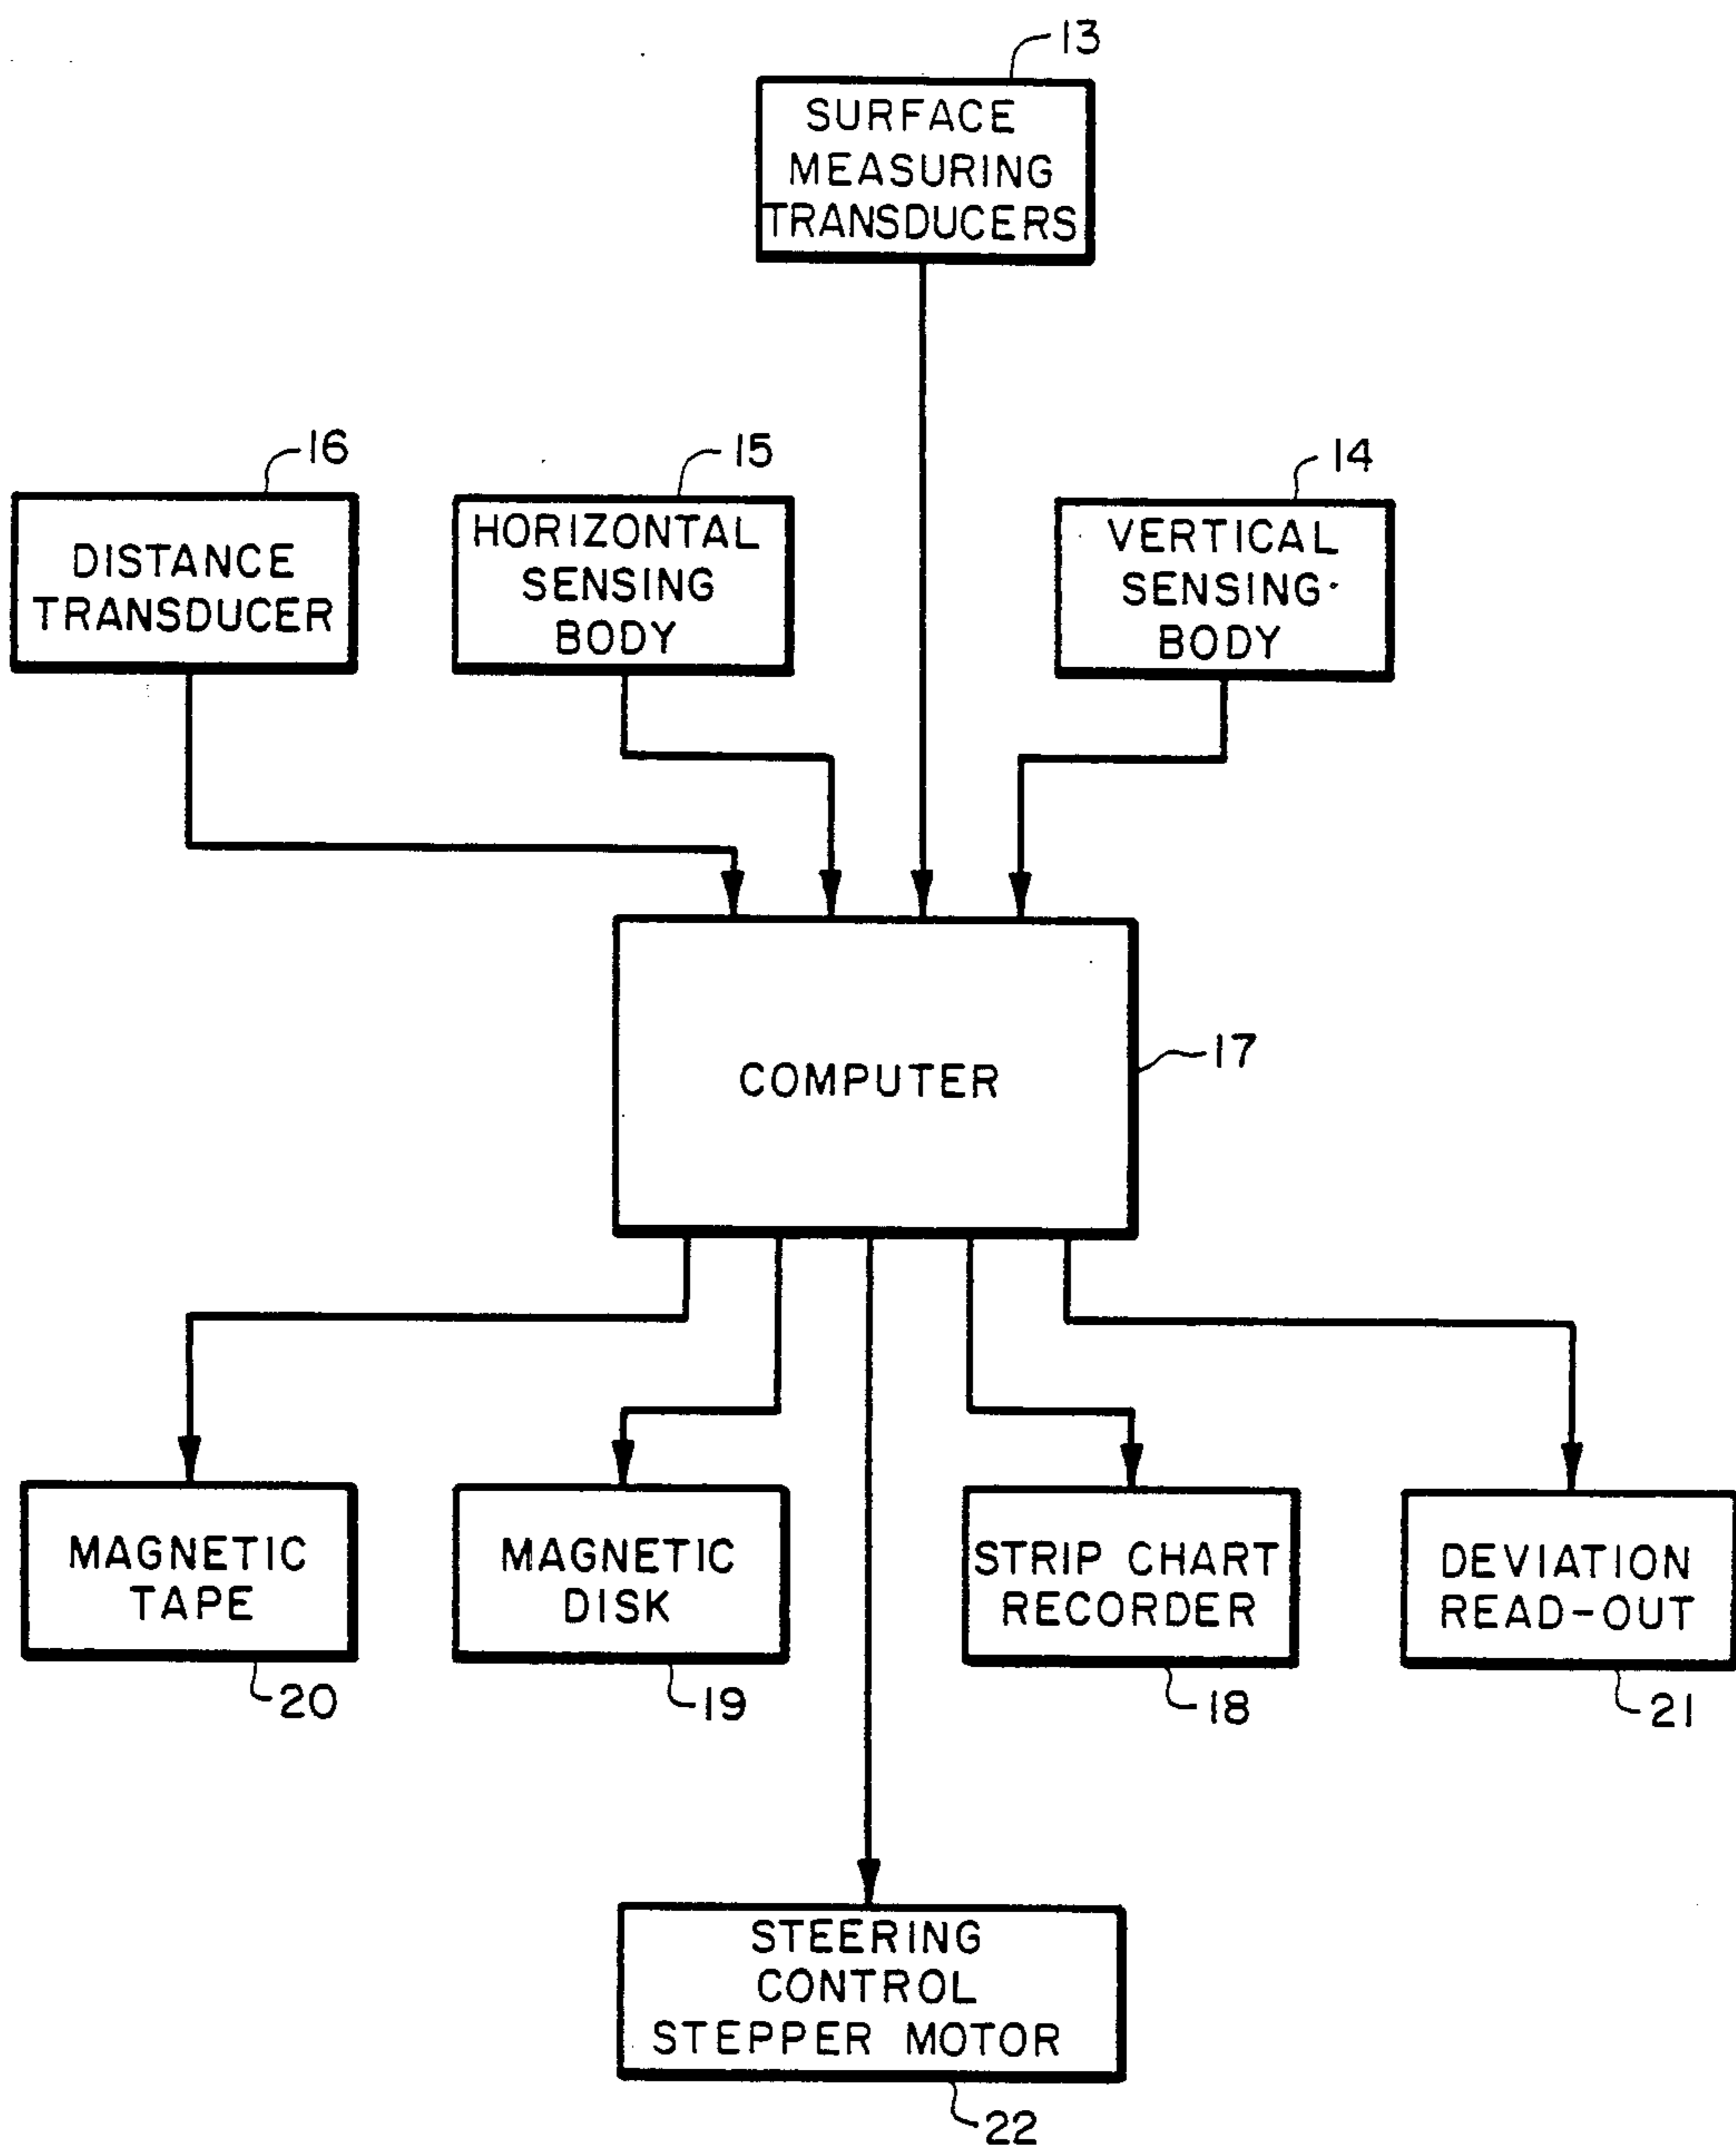 13
SURFACE
MEASURING
TRANSDUCERS
16
15
14
DISTANCE
TRANSDUCER
HORIZONTAL
SENSING
BODY
VERTICAL
SENSING
BODY
COMPUTER
17
MAGNETIC
TAPE
MAGNETIC
DISK
STRIP CHART
RECORDER
DEVIATION
READ-OUT
20
19
18
21
STEERING
CONTROL
STEPPER MOTOR
22